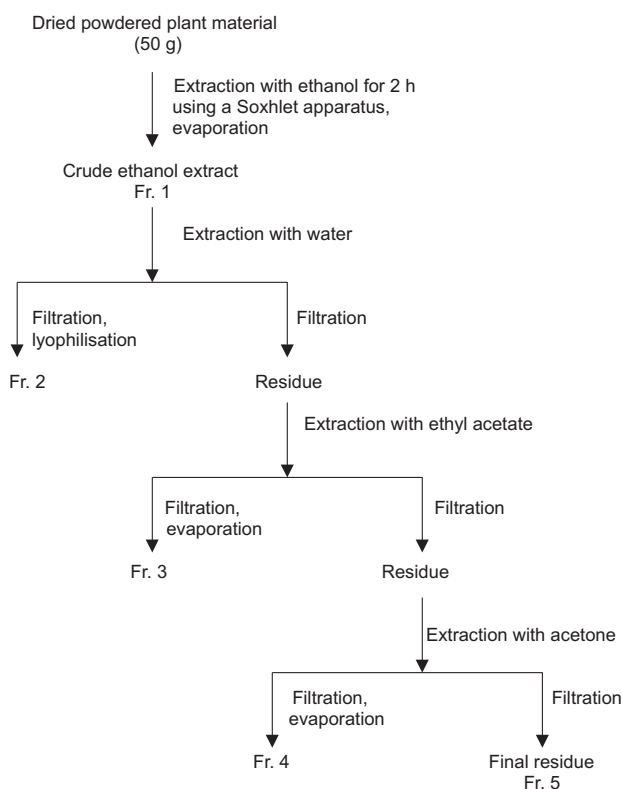 Dried powdered plant material
(50 g)
Extraction with ethanol for 2 h
using a Soxhlet apparatus,
evaporation
Crude ethanol extract
Fr. 1
Extraction with water
Filtration,
lyophilisation
Filtration
Fr. 2
Residue
Extraction with ethyl acetate
Filtration,
evaporation
Filtration
Fr. 3
Residue
Extraction with acetone
Filtration,
evaporation
Filtration
Fr. 4
Final residue
Fr. 5